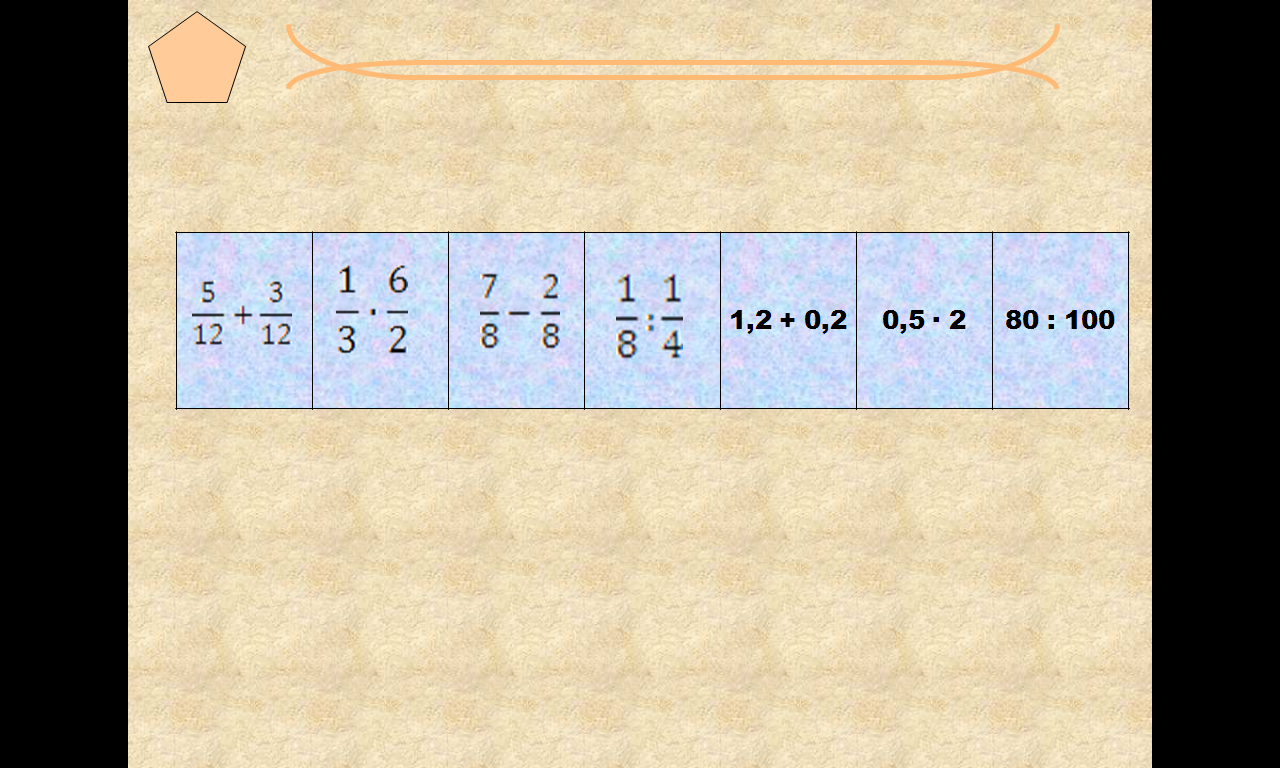 5/12 + 3/12
1/3 · 6/2
7/8 − 2/8
1/8 : 1/4
1,2 + 0,2
0,5 · 2
80 : 100